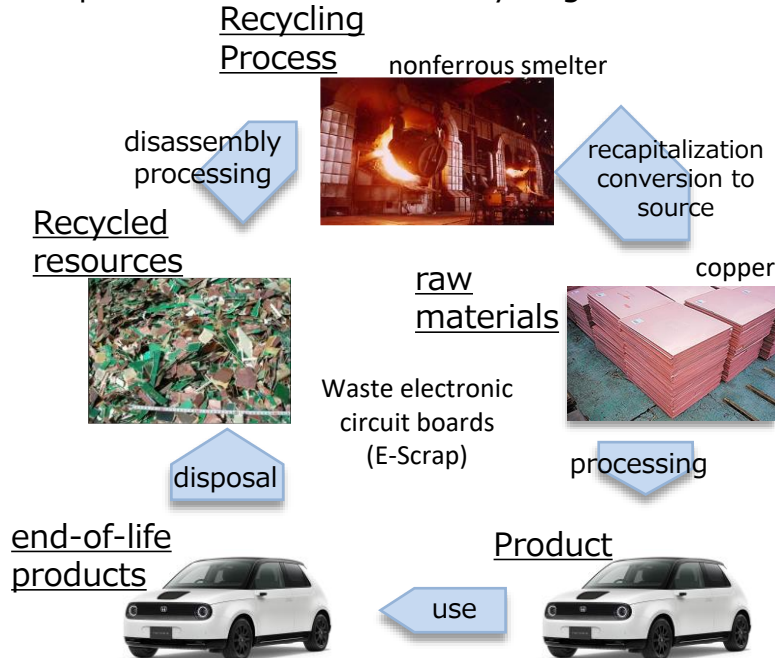 Recycling
Process
nonferrous smelter
disassembly
processing
recapitalization
conversion to
source
Recycled
resources
raw
materials
copper
Waste electronic
circuit boards
(E-Scrap)
disposal
processing
end-of-life
products
Product
use